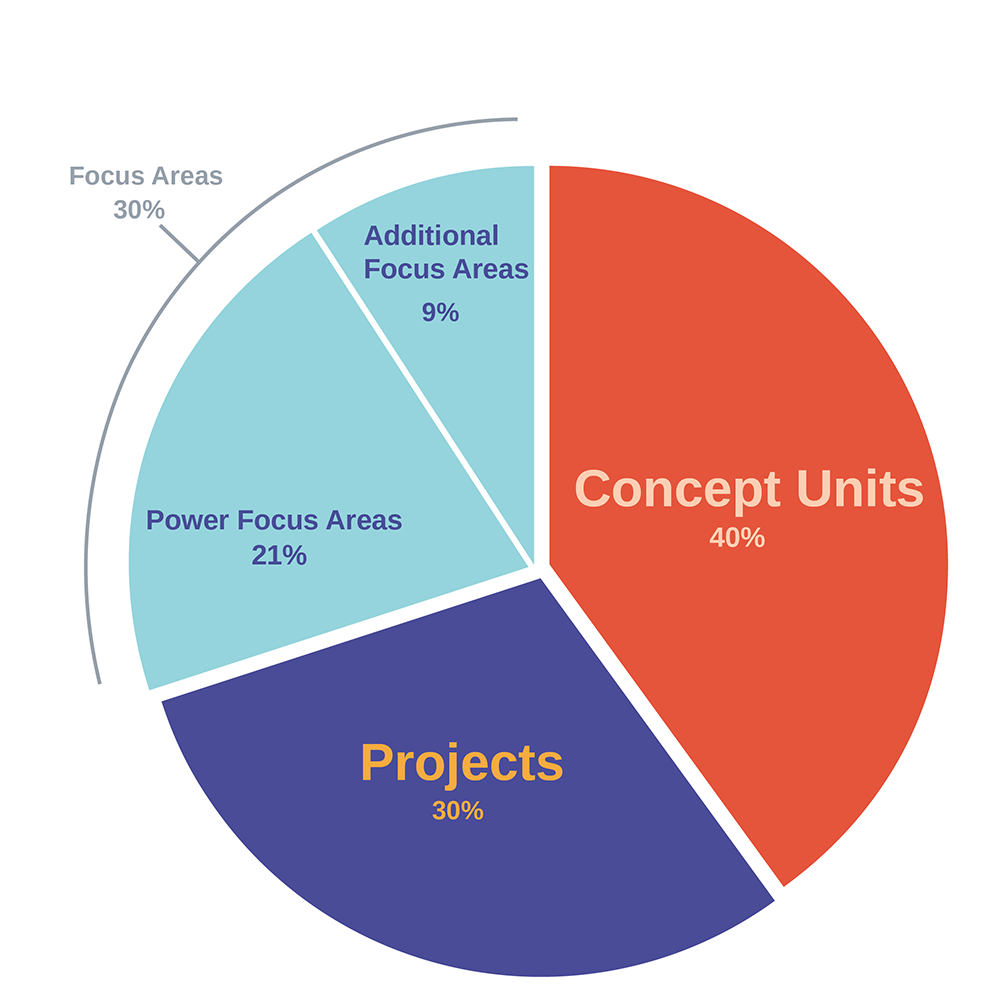 Focus Areas
30%
Additional
Focus Areas
9%
Power Focus Areas
21%
Concept Units
40%
Projects
30%